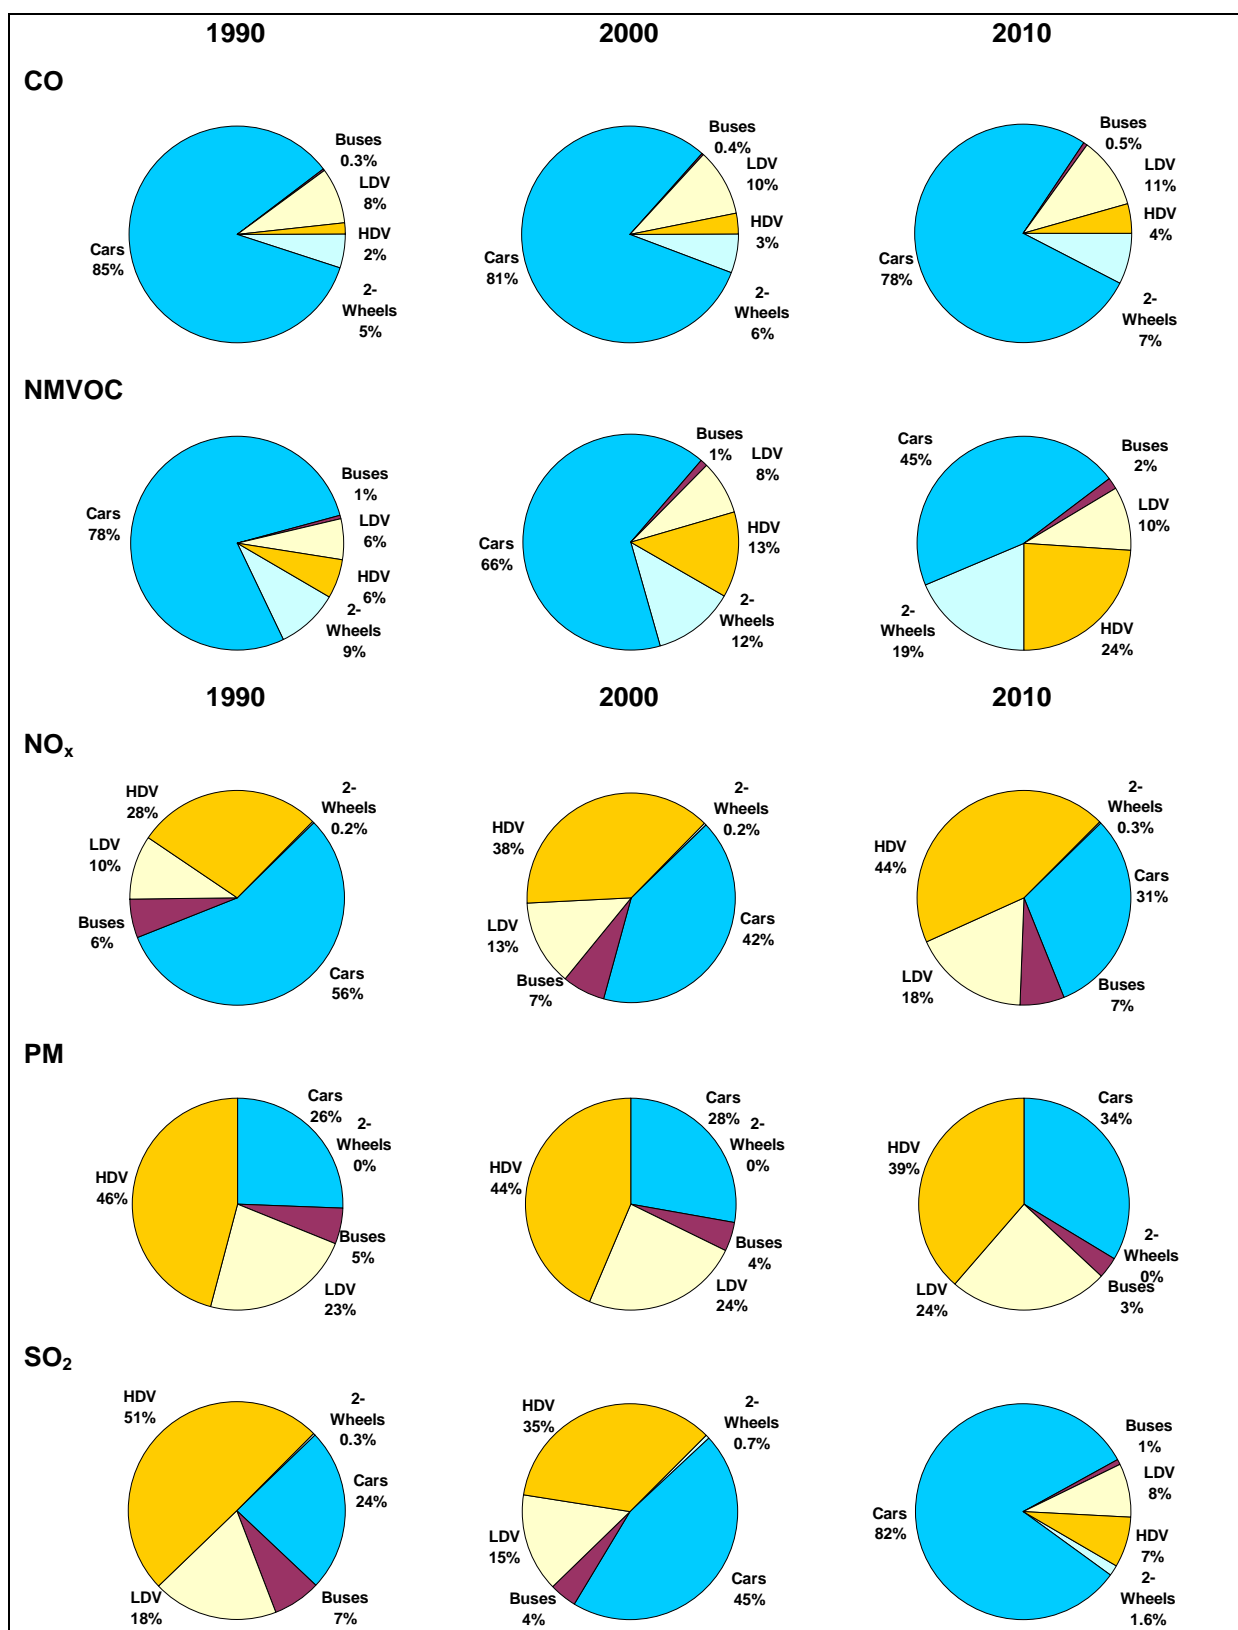 1990 2000 2010
CO
Buses
0.3%
LDV
8%
HDV
2%
2-
Wheels
5%
Cars
85%
Buses
0.4%
LDV
10%
HDV
3%
2-
Wheels
6%
Cars
81%
Buses
0.5%
LDV
11%
HDV
4%
2-
Wheels
7%
Cars
78%
NMVOC
Buses
1%
LDV
6%
HDV
6%
2-
Wheels
9%
Cars
78%
Buses
1%
LDV
8%
HDV
13%
2-
Wheels
12%
Cars
66%
Cars
45%
Buses
2%
LDV
10%
HDV
24%
2-
Wheels
19%
1990 2000 2010
NOx
HDV
28%
2-
Wheels
0.2%
LDV
10%
Buses
6%
Cars
56%
HDV
38%
2-
Wheels
0.2%
LDV
13%
Buses
7%
Cars
42%
HDV
44%
2-
Wheels
0.3%
Cars
31%
LDV
18%
Buses
7%
PM
Cars
26%
2-
Wheels
0%
HDV
46%
Buses
5%
LDV
23%
Cars
28%
2-
Wheels
0%
HDV
44%
Buses
4%
LDV
24%
Cars
34%
HDV
39%
2-
Wheels
0%
Buses
3%
LDV
24%
SO2
HDV
51%
2-
Wheels
0.3%
Cars
24%
LDV
18%
Buses
7%
HDV
35%
2-
Wheels
0.7%
LDV
15%
Buses
4%
Cars
45%
Buses
1%
LDV
8%
HDV
7%
2-
Wheels
1.6%
Cars
82%